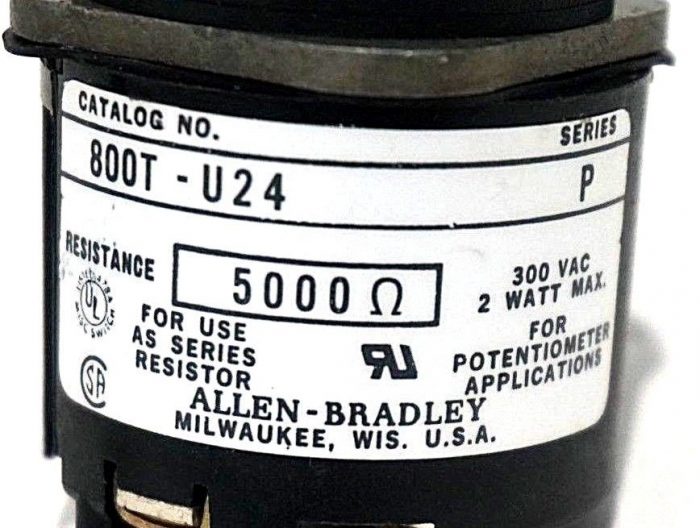 CATALOG NO. SERIES
800T - U24 P
RESISTANCE 5000 Ω
300 VAC
2 WATT MAX.
UL
FOR USE
AS SERIES
RESISTOR
FOR
POTENTIOMETER
APPLICATIONS
ALLEN-BRADLEY
MILWAUKEE, WIS. U.S.A.